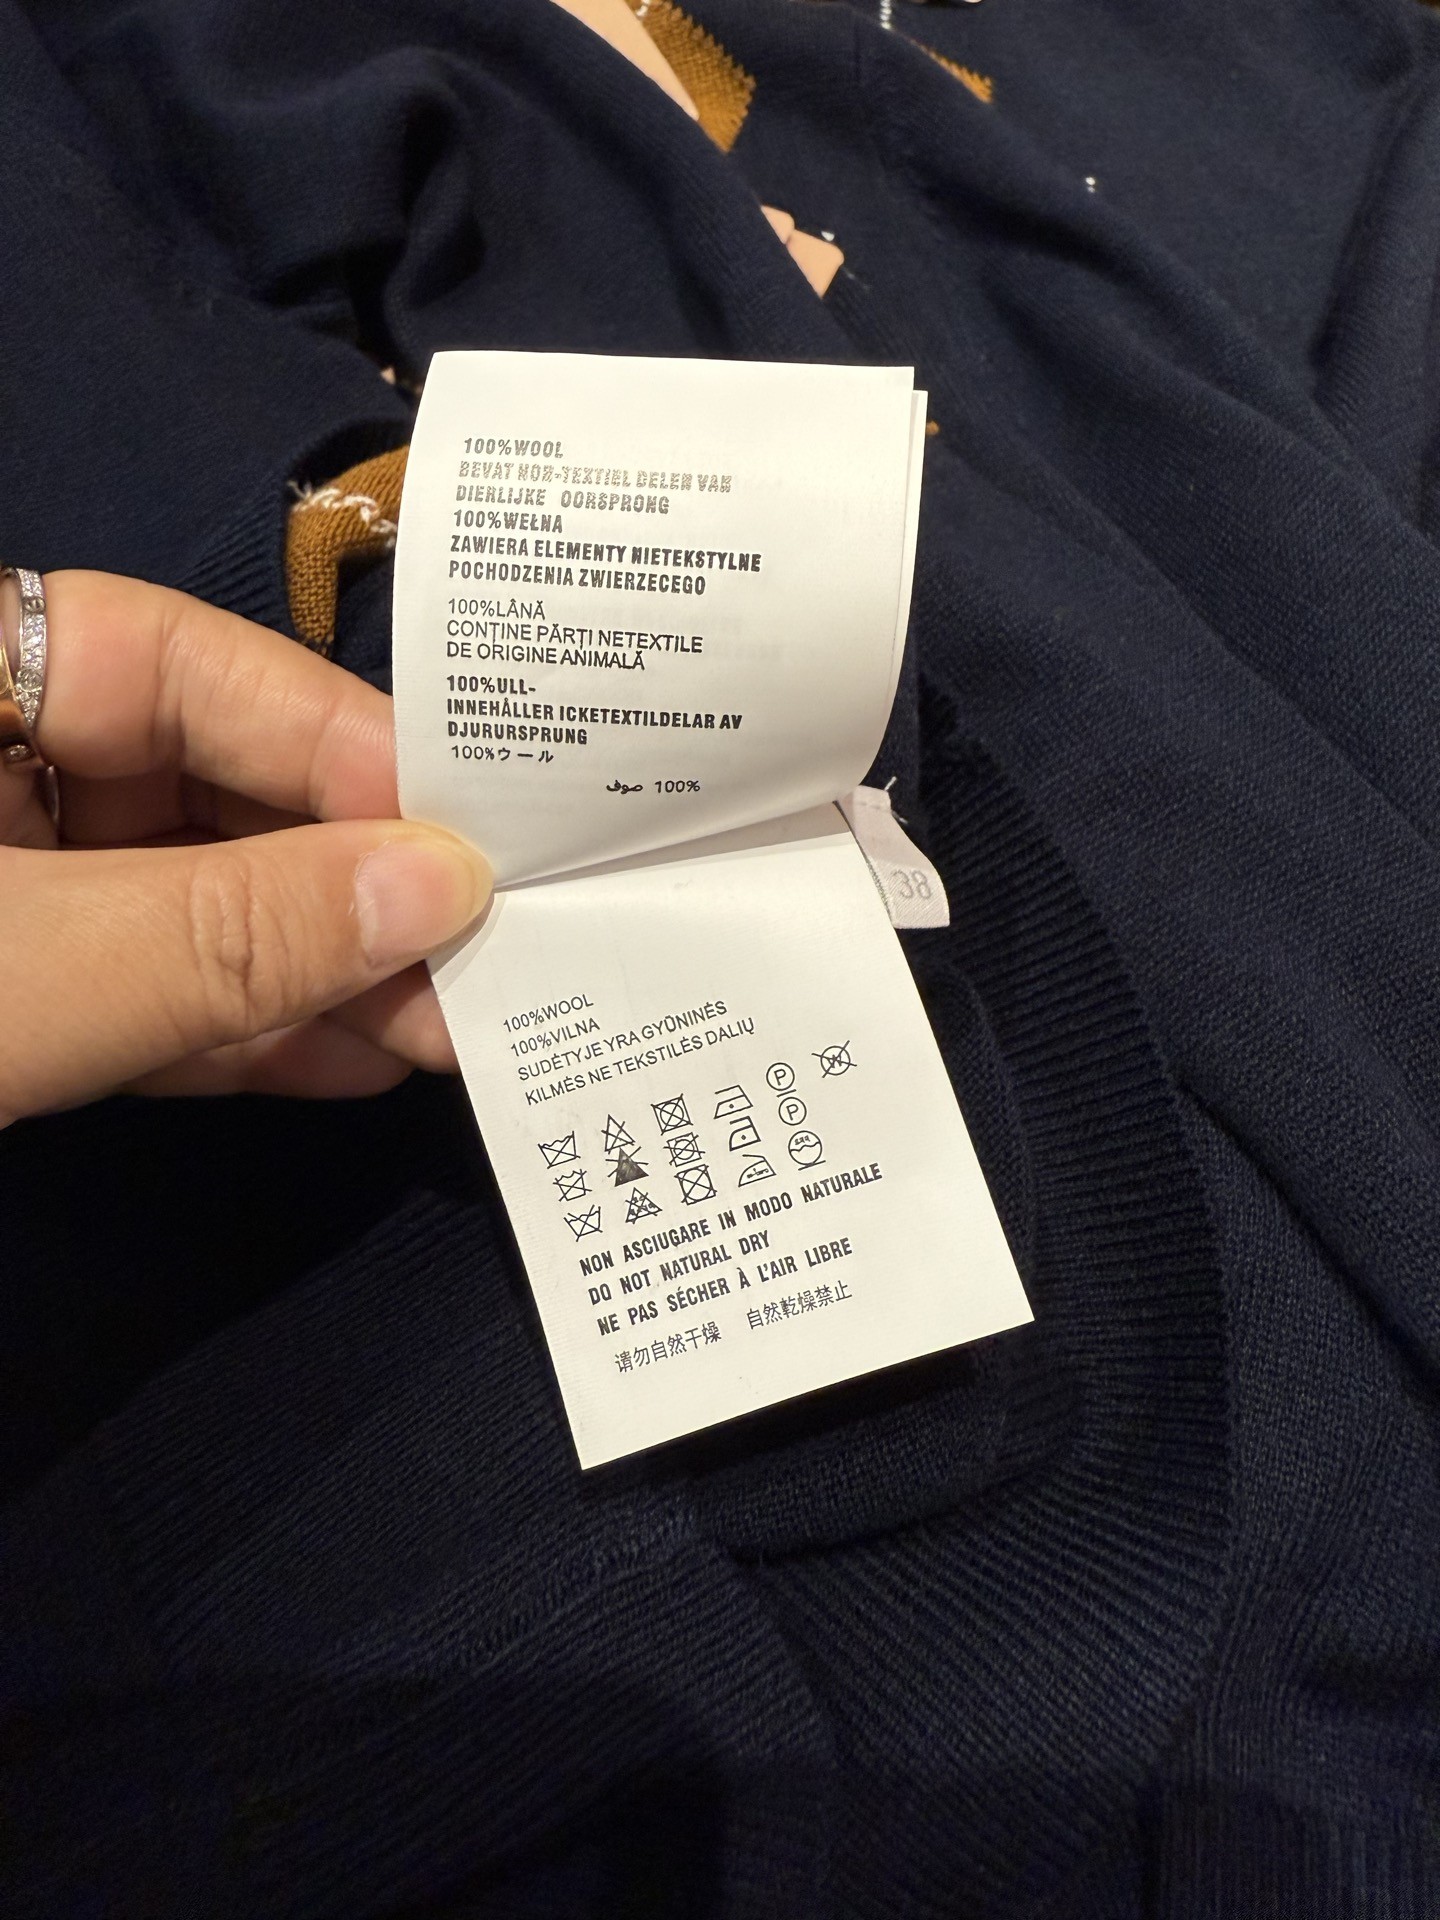 100%WOOL
BEVAT NOR-TEXTIEL DELEN VAN
DIERLIJKE OORSPRONG
100%WEŁNA
ZAWIERA ELEMENTY NIETEKSTYLNE
POCHODZENIA ZWIERZECEGO
100%LÂNĂ
CONȚINE PĂRȚI NETEXTILE
DE ORIGINE ANIMALĂ
100%ULL-
INNEHÅLLER ICKETEXTILDELAR AV
DJURURSPRUNG
100%ウール
100% صوف
38
100%WOOL
100%VILNA
SUDĖTYJE YRA GYŪNINĖS
KILMĖS NE TEKSTILĖS DALIŲ
P
W
P
NON ASCIUGARE IN MODO NATURALE
DO NOT NATURAL DRY
NE PAS SÉCHER À L'AIR LIBRE
请勿自然干燥 自然乾燥禁止